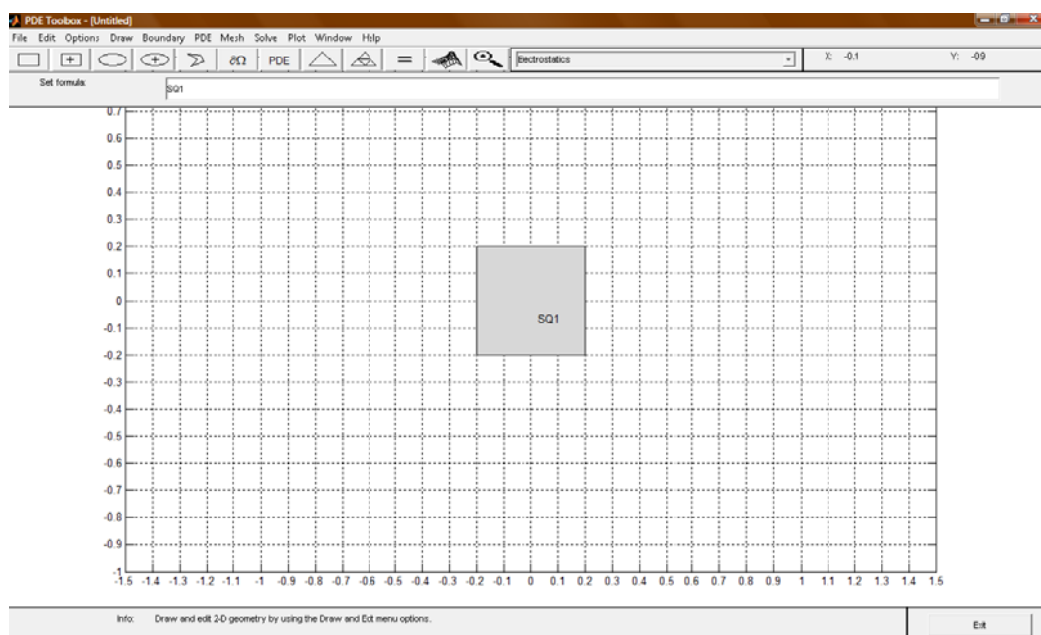 PDE Toolbox - [Untitled]
File Edit Options Draw Boundary PDE Mesh Solve Plot Window Help
∂Ω PDE = Electrostatics X: -0.1 Y: -0.9
Set formula: SQ1
0.7
0.6
0.5
0.4
0.3
0.2
0.1
0
SQ1
-0.1
-0.2
-0.3
-0.4
-0.5
-0.6
-0.7
-0.8
-0.9
-1
-1.5 -1.4 -1.3 -1.2 -1.1 -1 -0.9 -0.8 -0.7 -0.6 -0.5 -0.4 -0.3 -0.2 -0.1 0 0.1 0.2 0.3 0.4 0.5 0.6 0.7 0.8 0.9 1 1.1 1.2 1.3 1.4 1.5
Info: Draw and edit 2-D geometry by using the Draw and Edit menu options. Exit